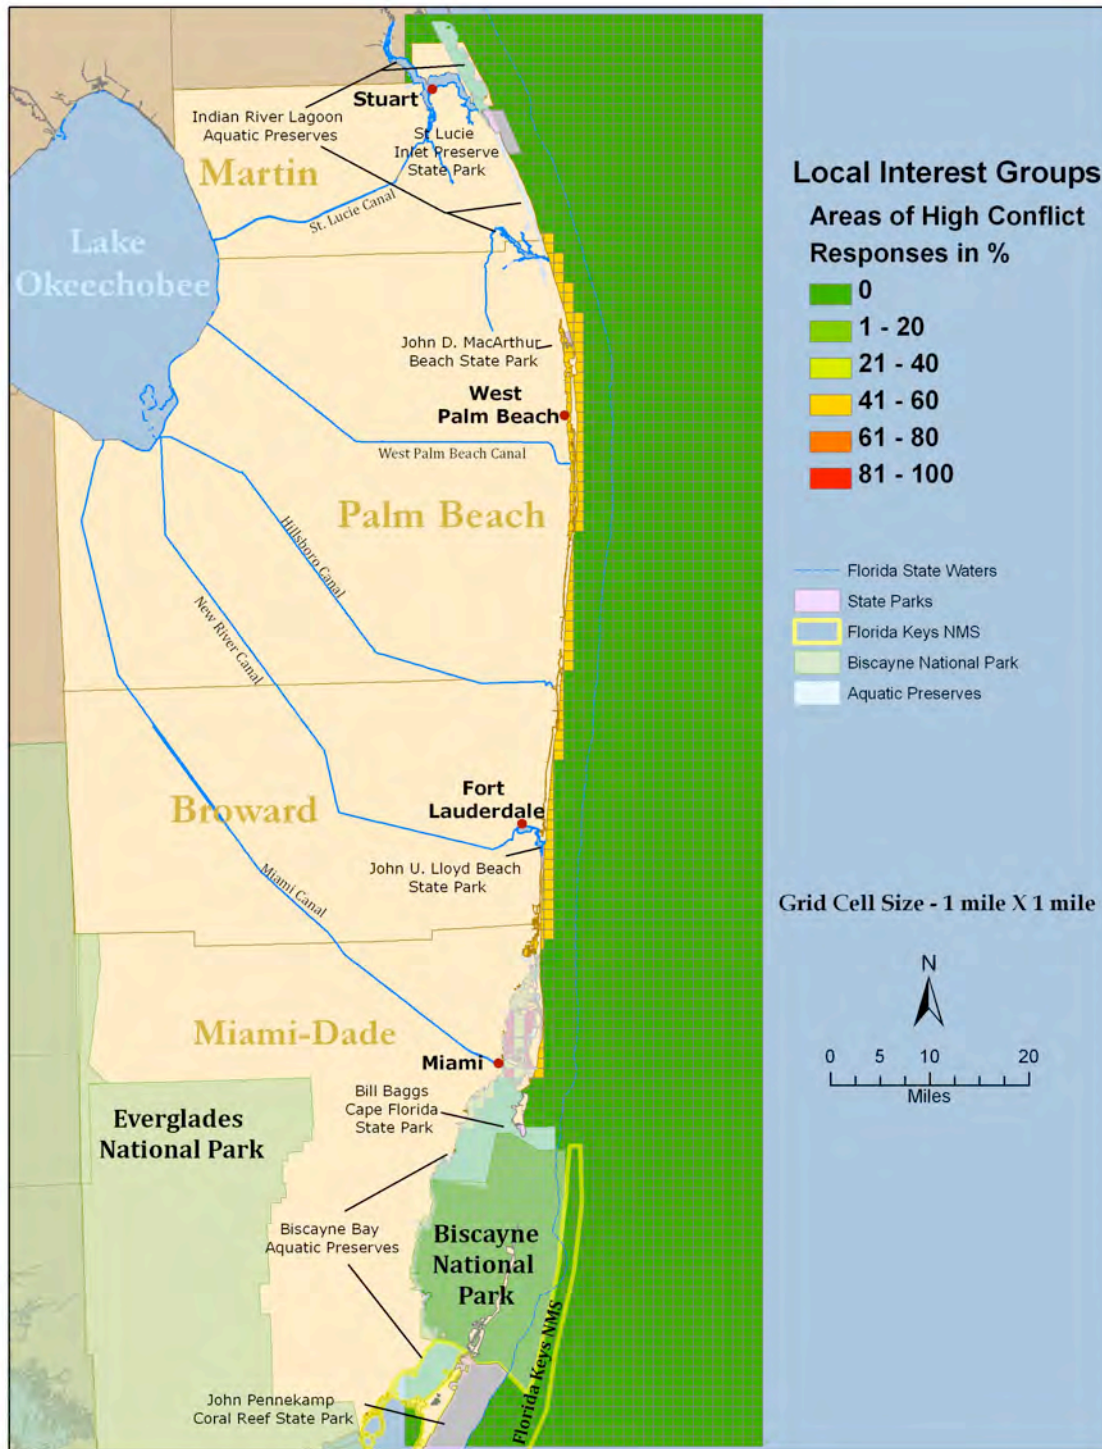 Stuart
Indian River Lagoon
Aquatic Preserves
St Lucie
Inlet Preserve
State Park
Martin
St. Lucie Canal
Lake
Okeechobee
John D. MacArthur
Beach State Park
West
Palm Beach
West Palm Beach Canal
Palm Beach
Hillsboro Canal
New River Canal
Fort
Lauderdale
Broward
John U. Lloyd Beach
State Park
Miami Canal
Miami-Dade
Miami
Bill Baggs
Cape Florida
State Park
Everglades
National Park
Biscayne Bay
Aquatic Preserves
Biscayne
National
Park
Florida Keys NMS
John Pennekamp
Coral Reef State Park
Local Interest Groups
Areas of High Conflict
Responses in %
0
1 - 20
21 - 40
41 - 60
61 - 80
81 - 100
Florida State Waters
State Parks
Florida Keys NMS
Biscayne National Park
Aquatic Preserves
Grid Cell Size - 1 mile X 1 mile
N
0 5 10 20
Miles